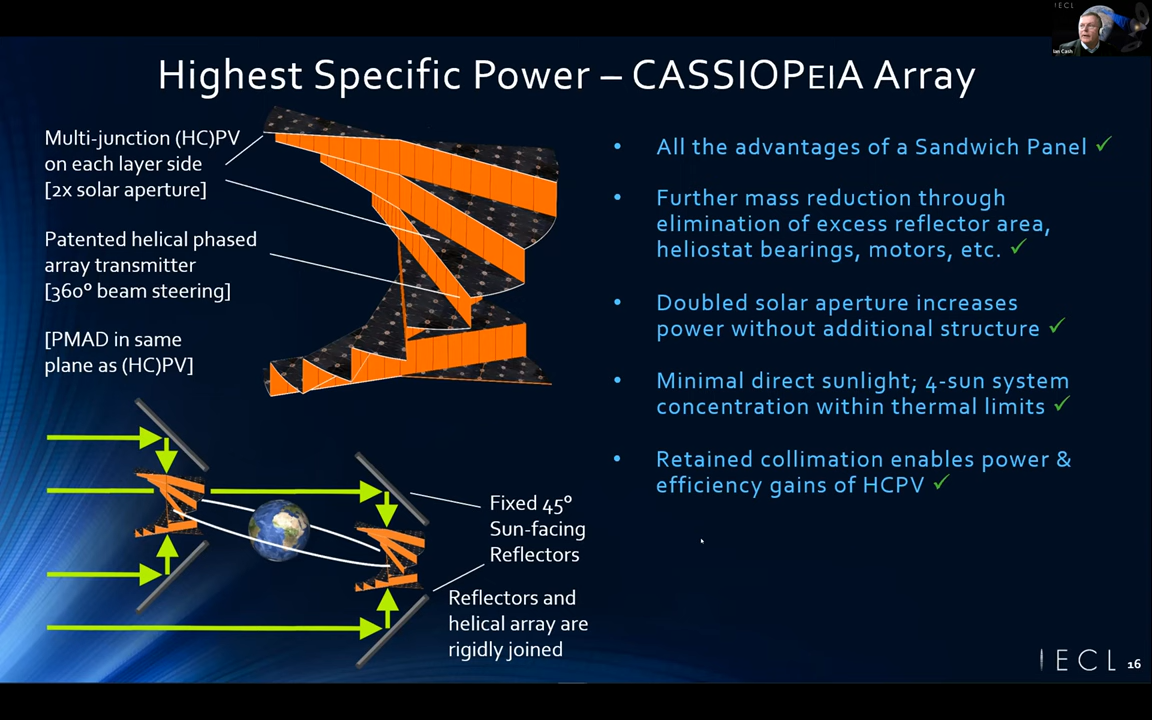 IECL
Ian Cash
Highest Specific Power – CASSIOPeiA Array
Multi-junction (HC)PV
on each layer side
[2x solar aperture]
Patented helical phased
array transmitter
[360° beam steering]
[PMAD in same
plane as (HC)PV]
• All the advantages of a Sandwich Panel ✓
• Further mass reduction through
elimination of excess reflector area,
heliostat bearings, motors, etc. ✓
• Doubled solar aperture increases
power without additional structure ✓
• Minimal direct sunlight; 4-sun system
concentration within thermal limits ✓
• Retained collimation enables power &
efficiency gains of HCPV ✓
Fixed 45°
Sun-facing
Reflectors
Reflectors and
helical array are
rigidly joined
IECL 16